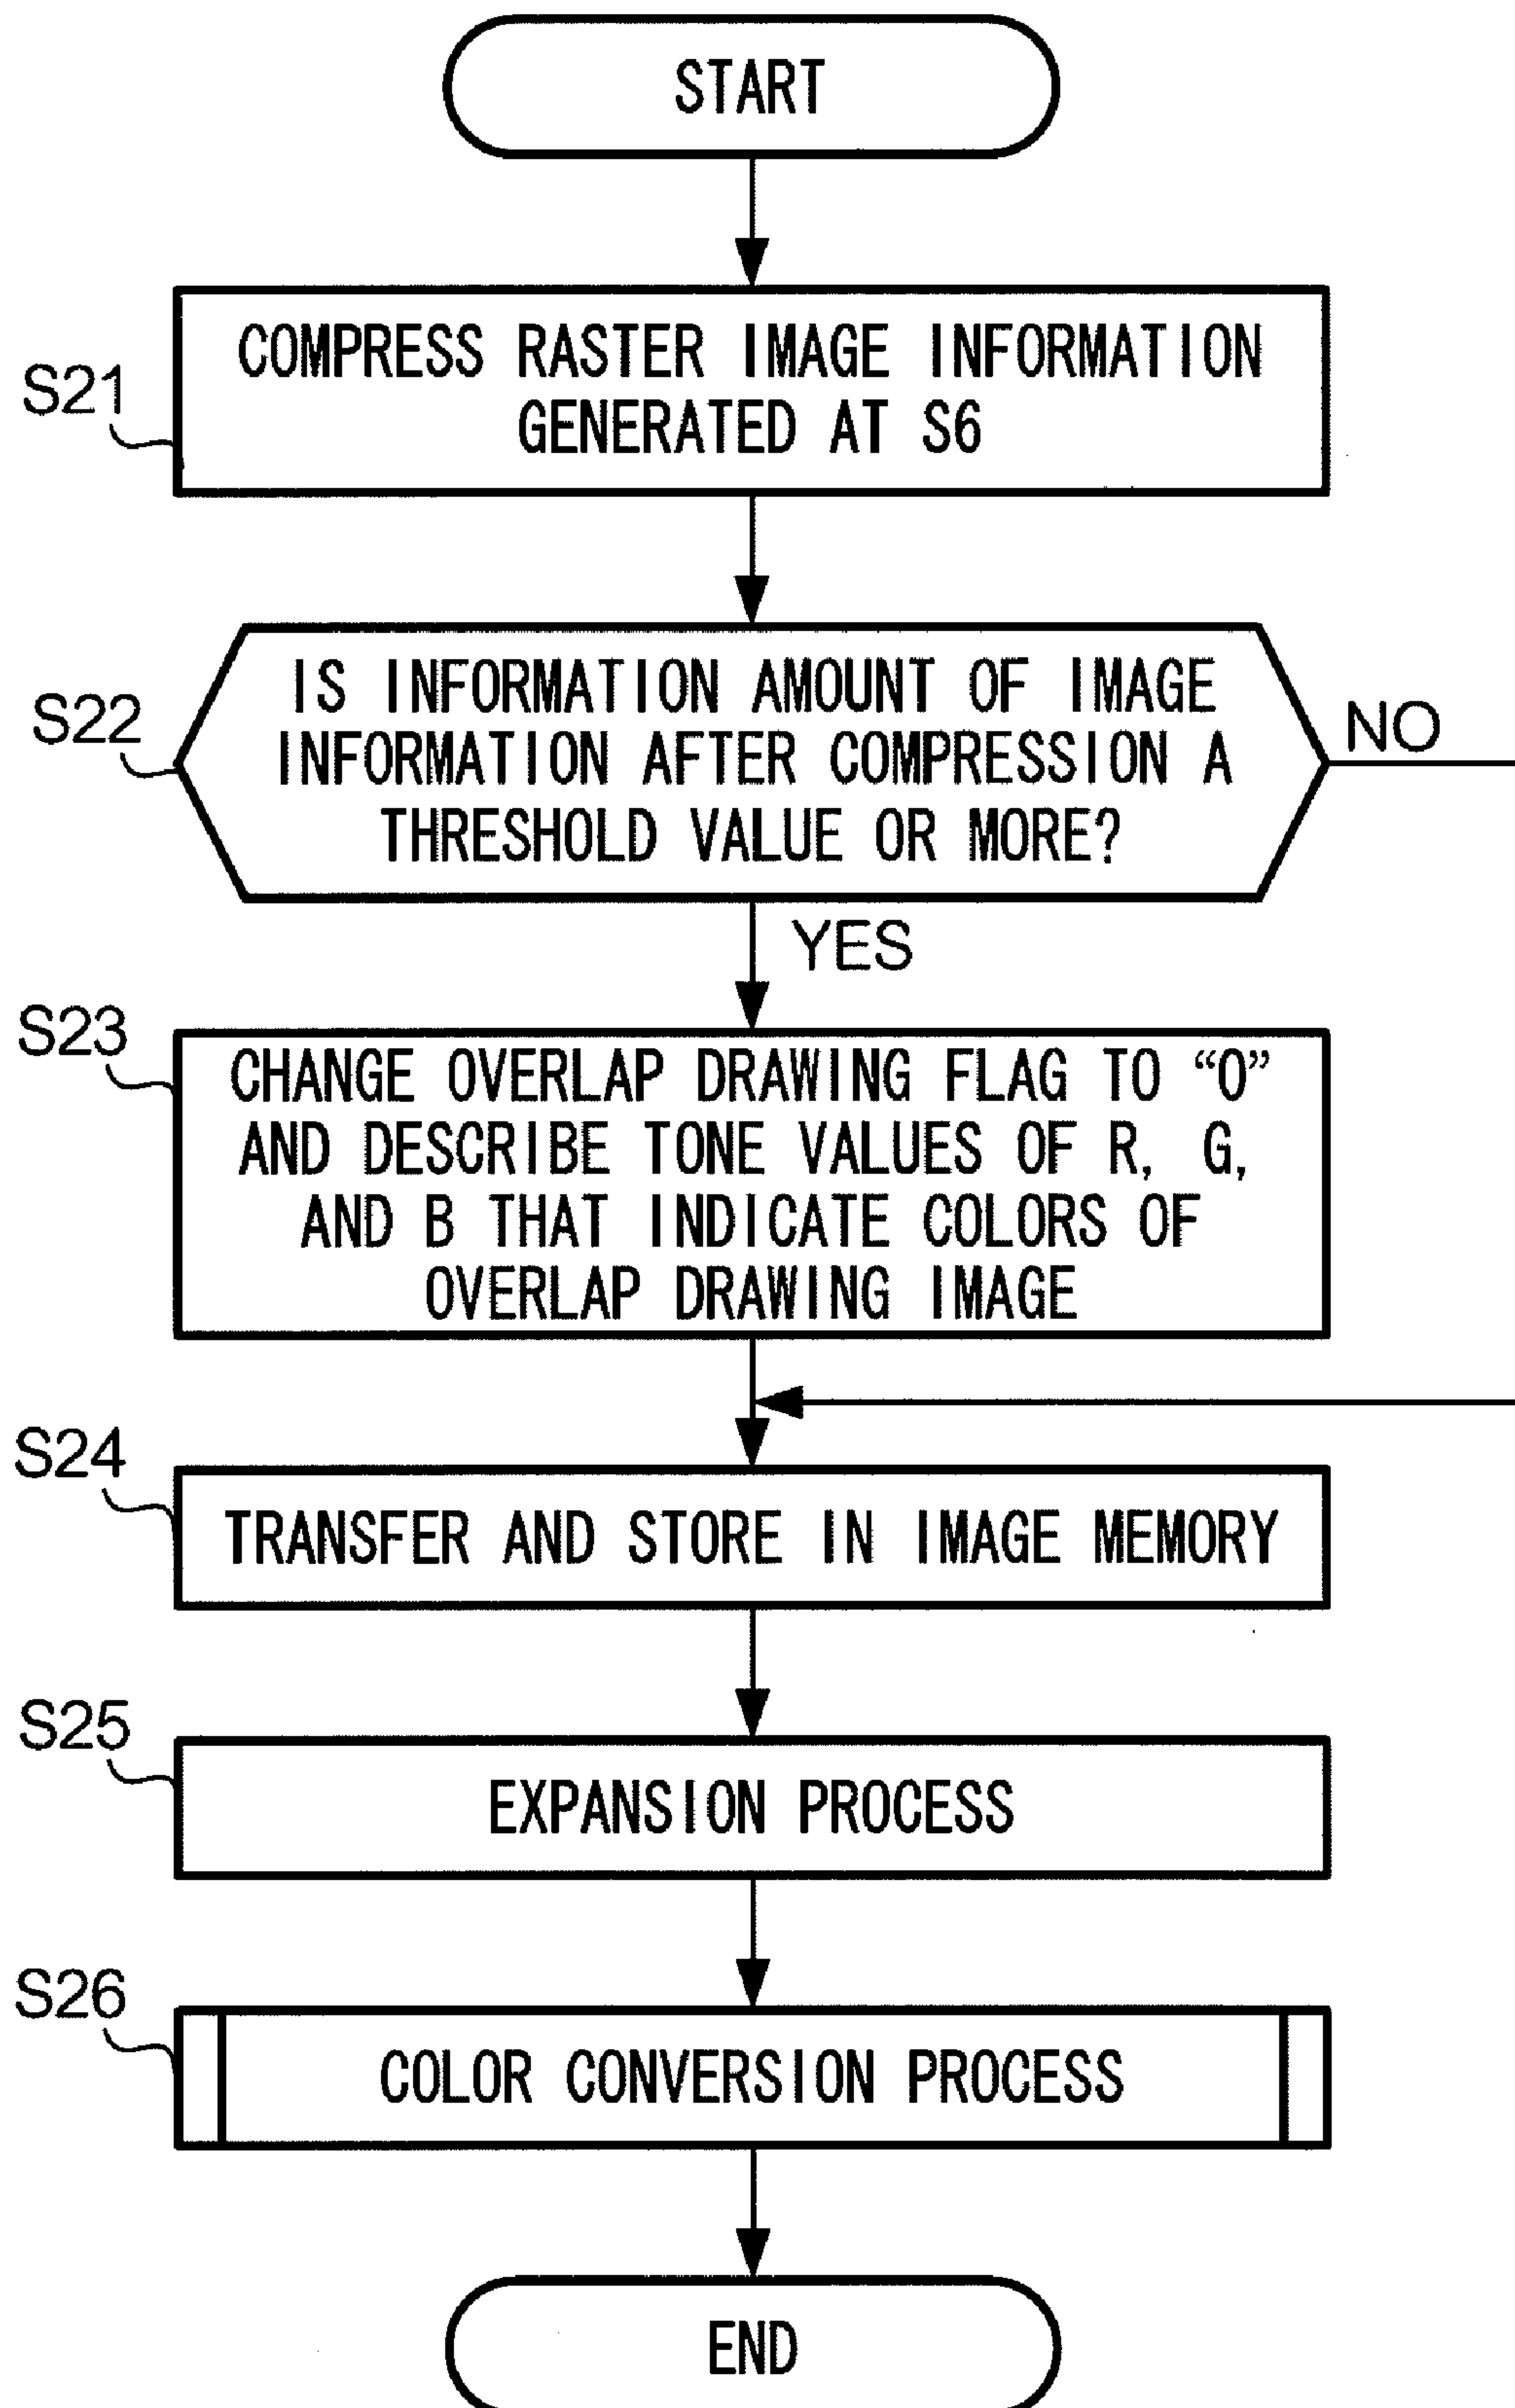 START
S21
COMPRESS RASTER IMAGE INFORMATION
GENERATED AT S6
S22
IS INFORMATION AMOUNT OF IMAGE
INFORMATION AFTER COMPRESSION A
THRESHOLD VALUE OR MORE?
NO
YES
S23
CHANGE OVERLAP DRAWING FLAG TO “0”
AND DESCRIBE TONE VALUES OF R, G,
AND B THAT INDICATE COLORS OF
OVERLAP DRAWING IMAGE
S24
TRANSFER AND STORE IN IMAGE MEMORY
S25
EXPANSION PROCESS
S26
COLOR CONVERSION PROCESS
END